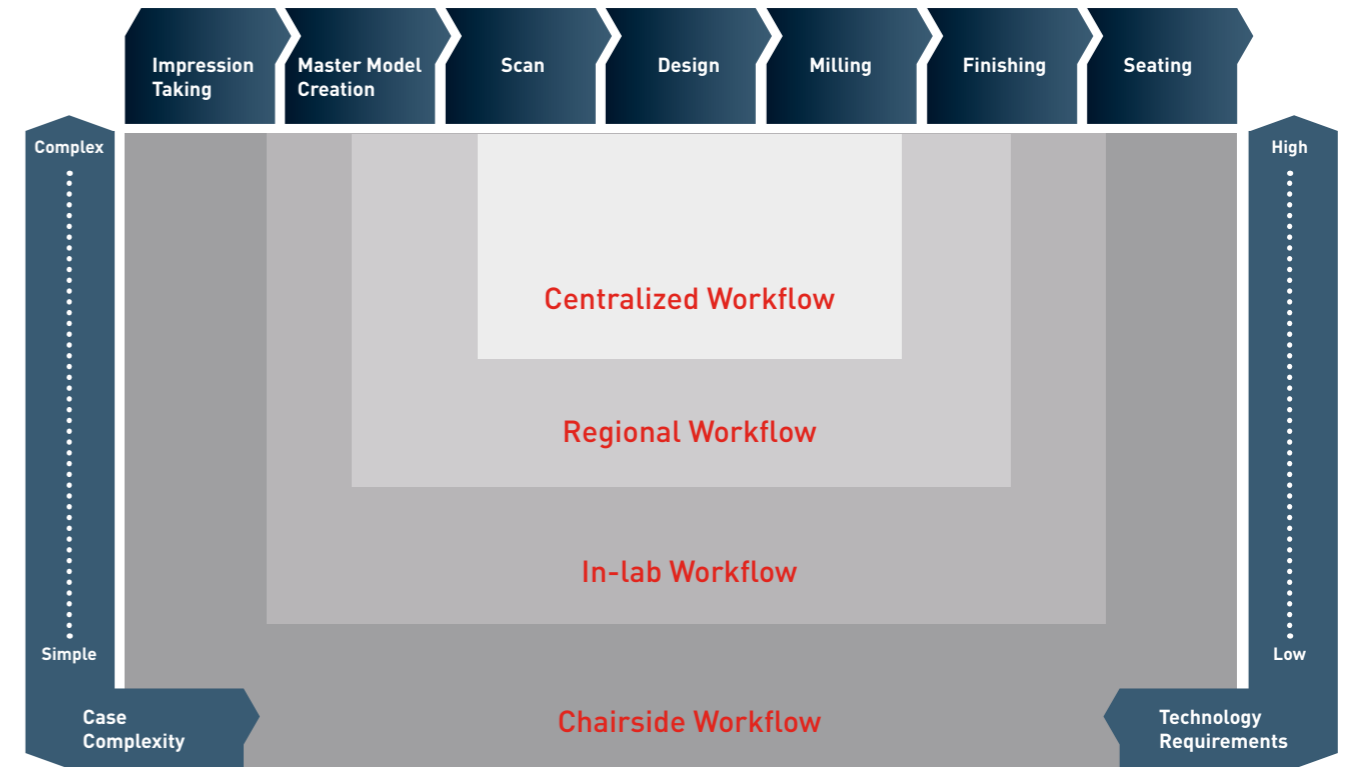 Impression
Taking
Master Model
Creation
Scan
Design
Milling
Finishing
Seating
Complex
High
Centralized Workflow
Regional Workflow
In-lab Workflow
Simple
Low
Case
Complexity
Chairside Workflow
Technology
Requirements